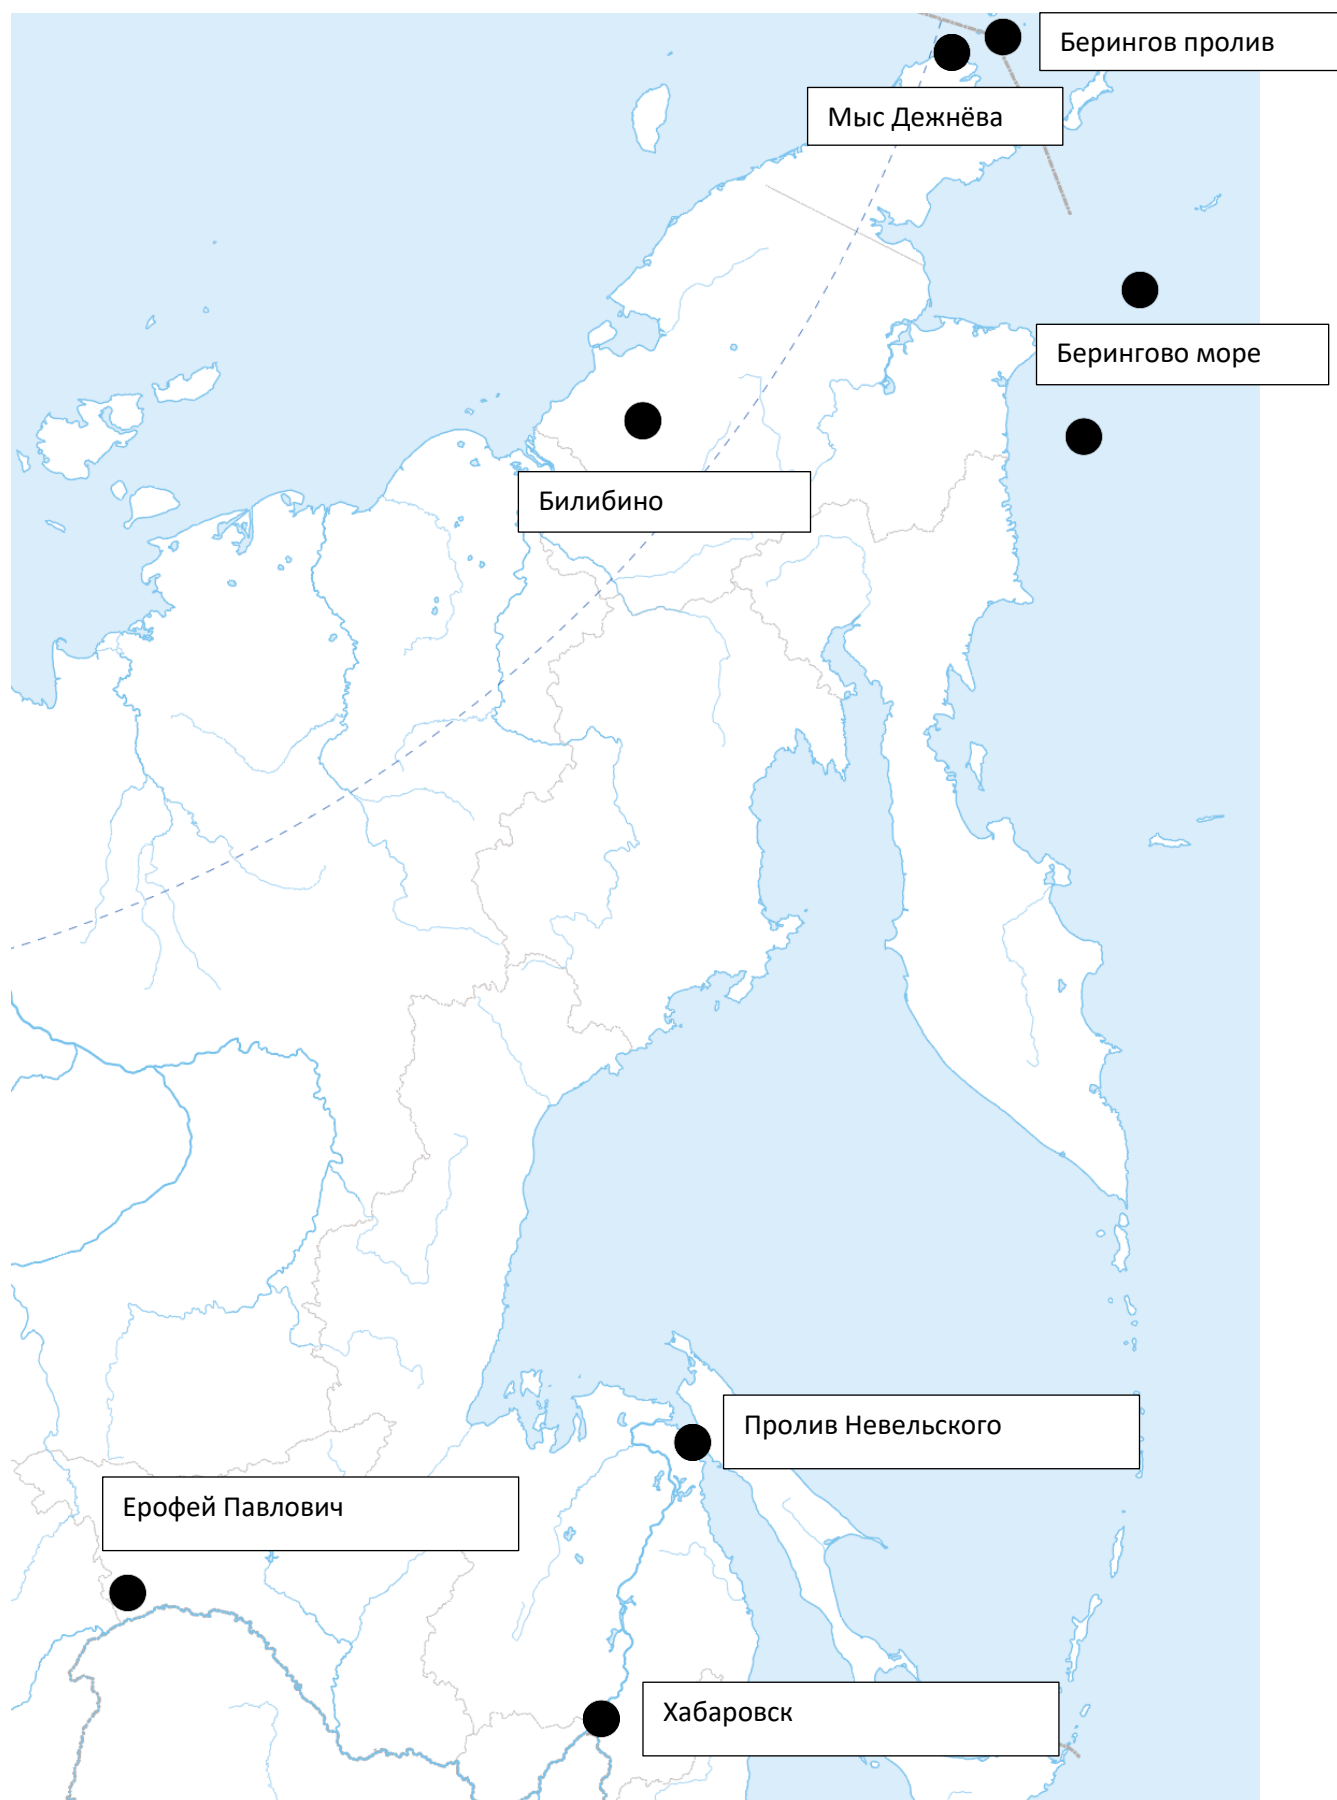 Берингов пролив
Мыс Дежнёва
Берингово море
Билибино
Пролив Невельского
Ерофей Павлович
Хабаровск